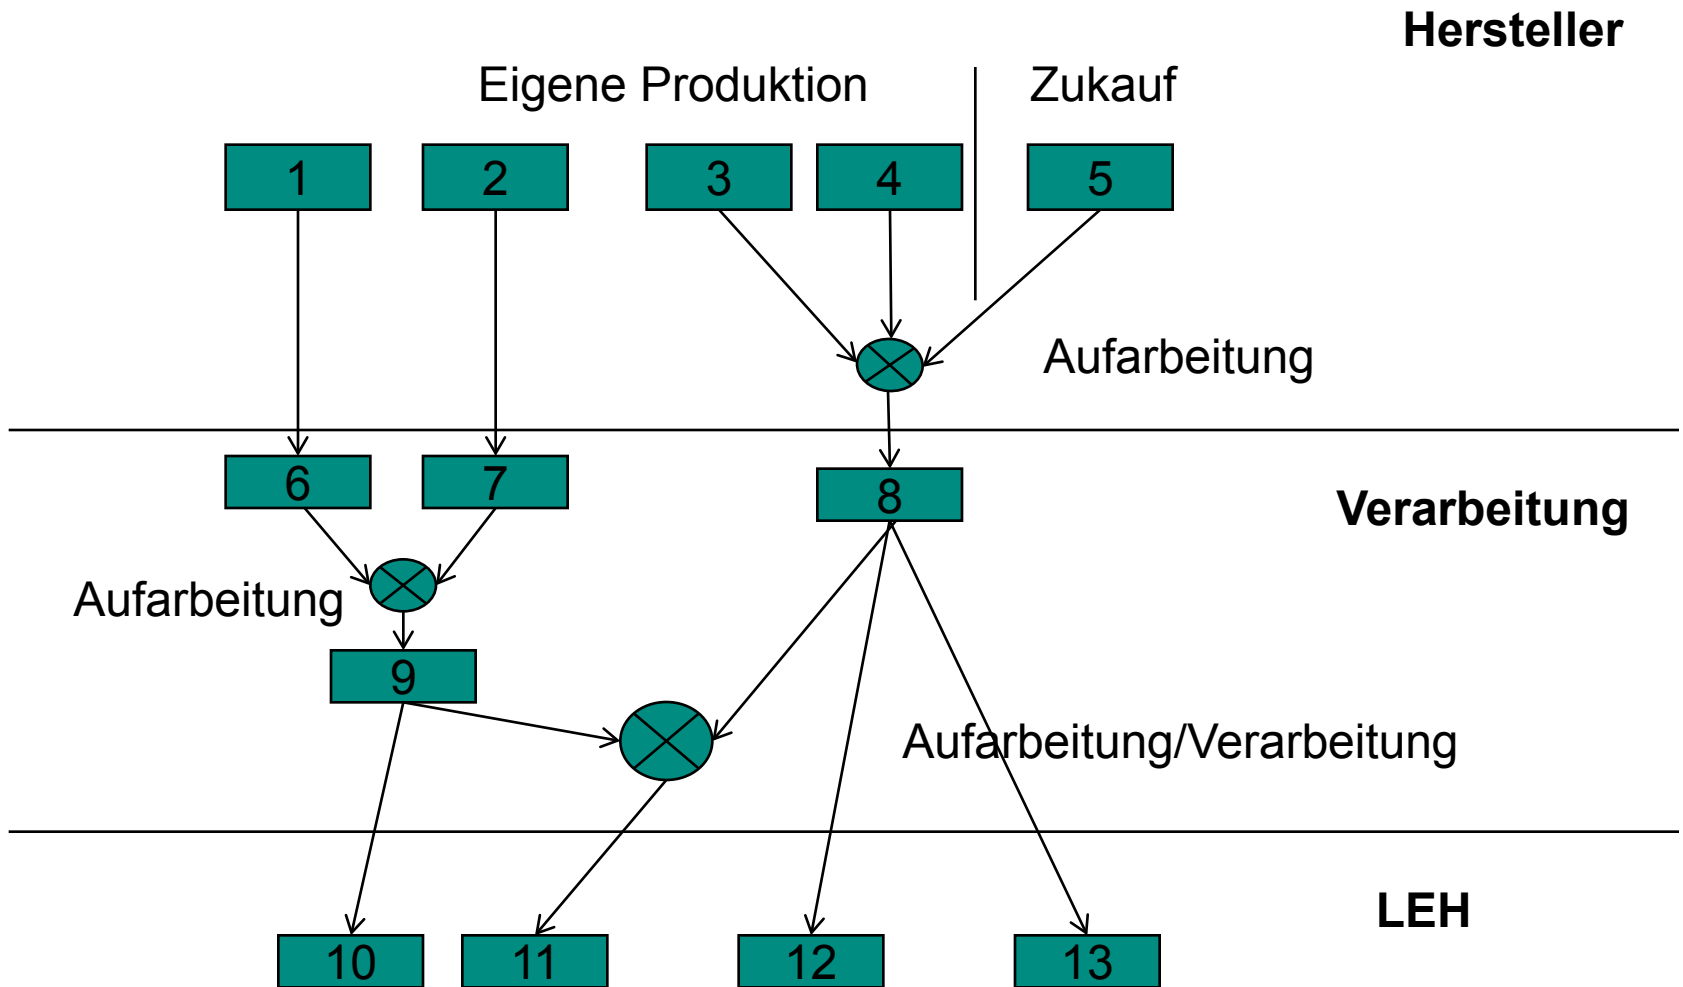 Hersteller
Eigene Produktion
Zukauf
1
2
3
4
5
Aufarbeitung
6
7
8
Verarbeitung
Aufarbeitung
9
Aufarbeitung/Verarbeitung
LEH
10
11
12
13